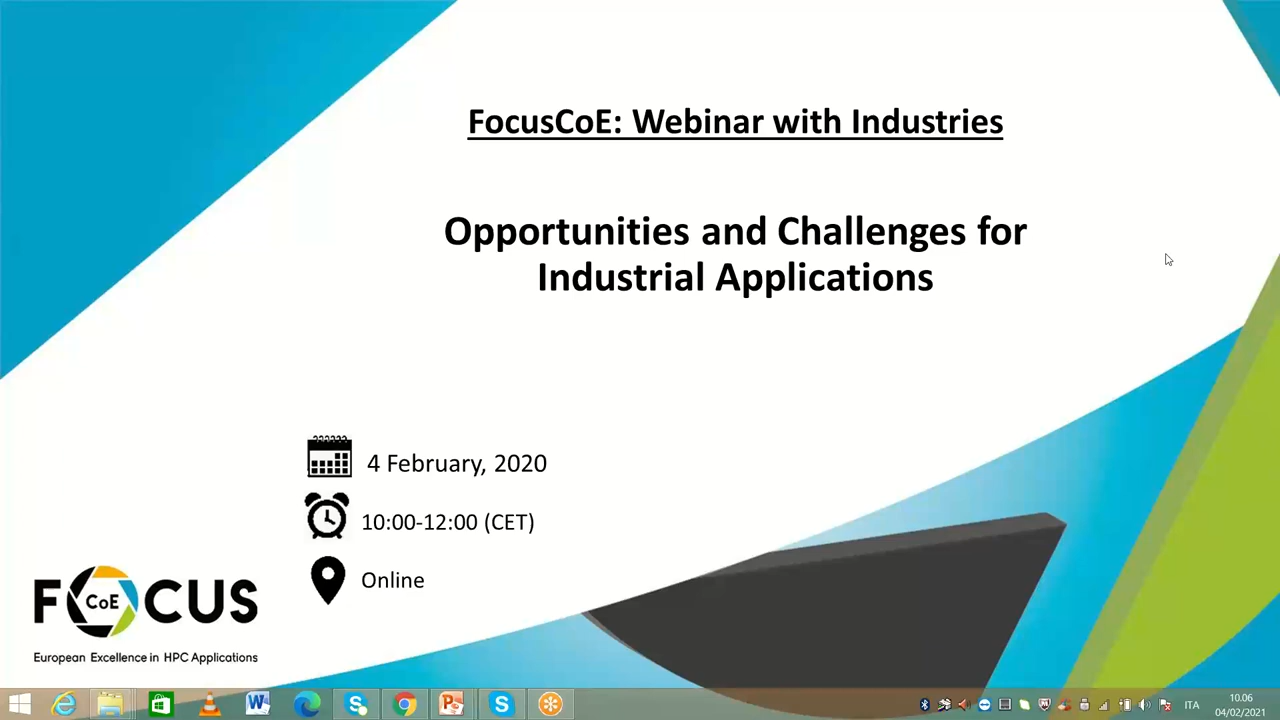 FocusCoE: Webinar with Industries
Opportunities and Challenges for
Industrial Applications
4 February, 2020
10:00-12:00 (CET)
Online
FOCUS
CoE
European Excellence in HPC Applications
ITA
10.06
04/02/2021